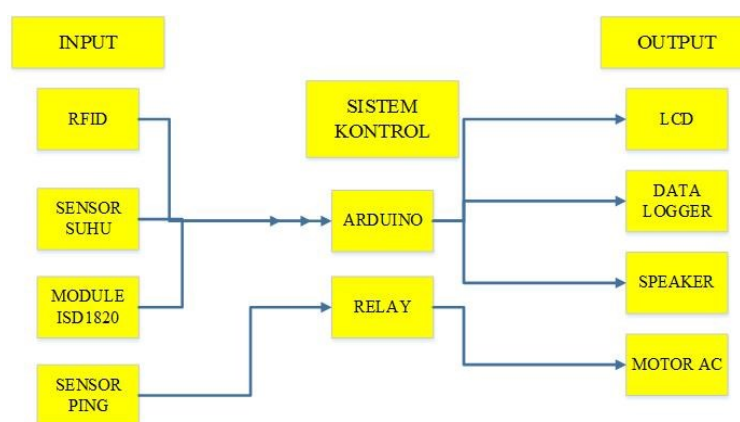 INPUT
OUTPUT
SISTEM
KONTROL
RFID
LCD
SENSOR
SUHU
ARDUINO
DATA
LOGGER
MODULE
ISD1820
RELAY
SPEAKER
SENSOR
PING
MOTOR AC